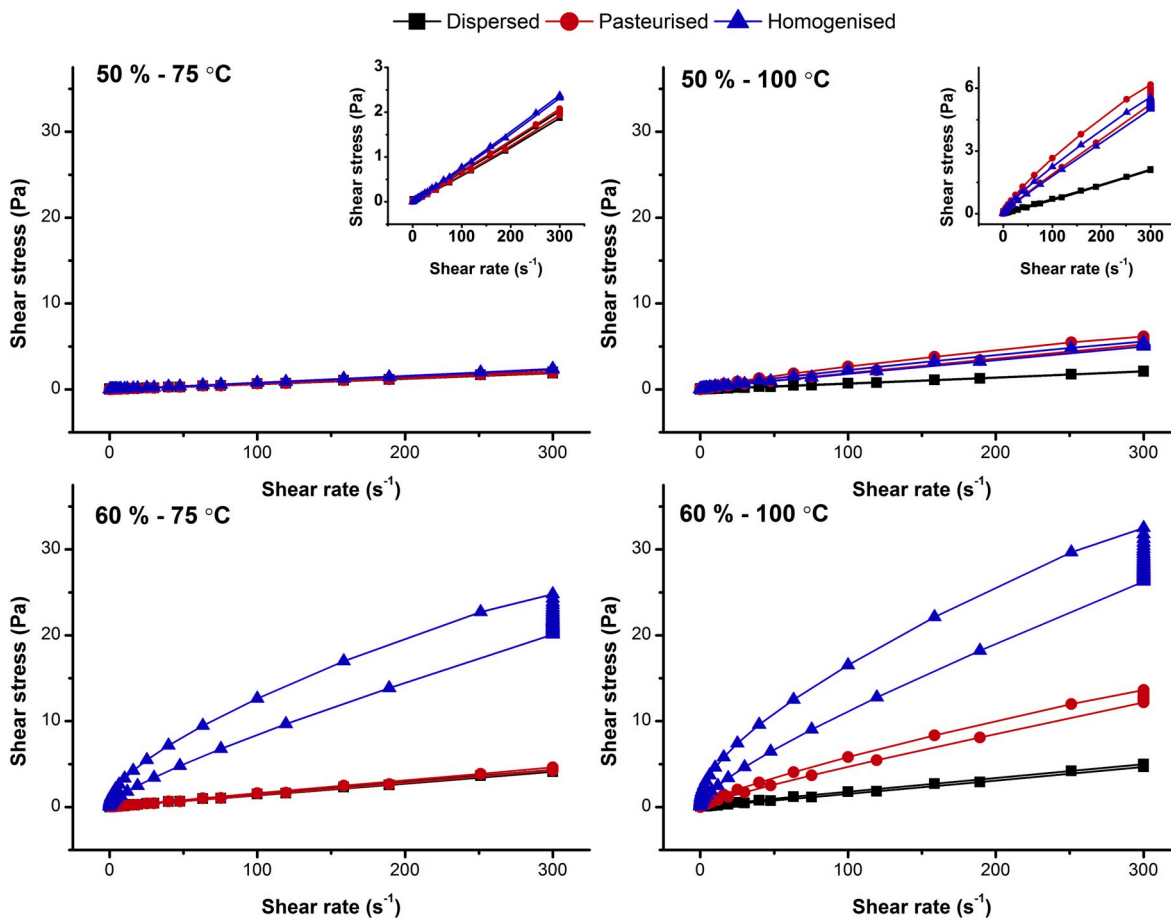 Dispersed Pasteurised Homogenised
50 % - 75 °C
Shear stress (Pa)
30
20
10
0
0 100 200 300
Shear rate (s⁻¹)
Shear stress (Pa)
3
2
1
0
0 100 200 300
Shear rate (s⁻¹)
50 % - 100 °C
Shear stress (Pa)
30
20
10
0
0 100 200 300
Shear rate (s⁻¹)
Shear stress (Pa)
6
3
0
0 100 200 300
Shear rate (s⁻¹)
60 % - 75 °C
Shear stress (Pa)
30
20
10
0
0 100 200 300
Shear rate (s⁻¹)
60 % - 100 °C
Shear stress (Pa)
30
20
10
0
0 100 200 300
Shear rate (s⁻¹)